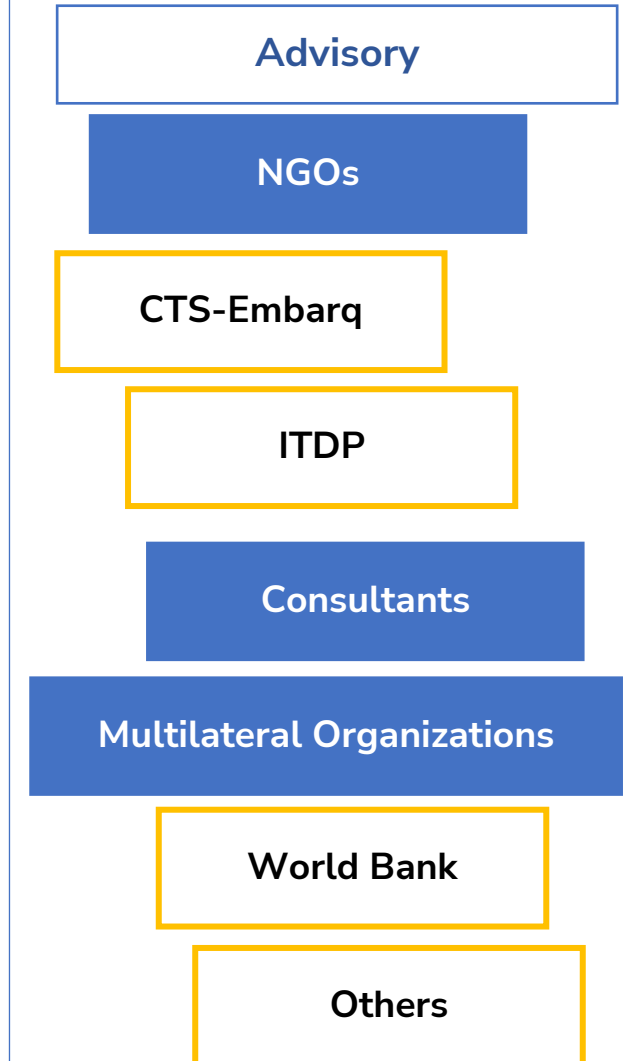 Advisory
NGOs
CTS-Embarq
ITDP
Consultants
Multilateral Organizations
World Bank
Others